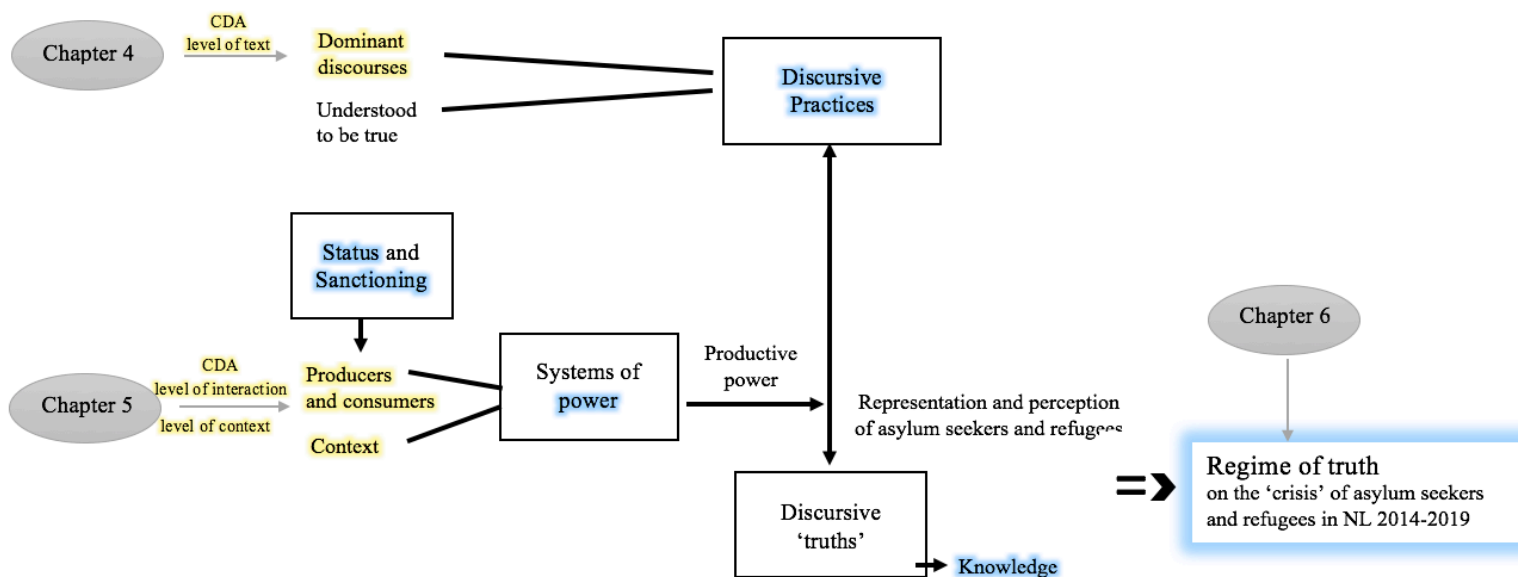 CDA
level of text
Chapter 4
Dominant
discourses
Understood
to be true
Discursive
Practices
Status and
Sanctioning
Chapter 5
CDA
level of interaction
level of context
Producers
and consumers
Context
Systems of
power
Productive
power
Representation and perception
of asylum seekers and refugees
Discursive
‘truths’
Knowledge
Chapter 6
Regime of truth
on the ‘crisis’ of asylum seekers
and refugees in NL 2014-2019